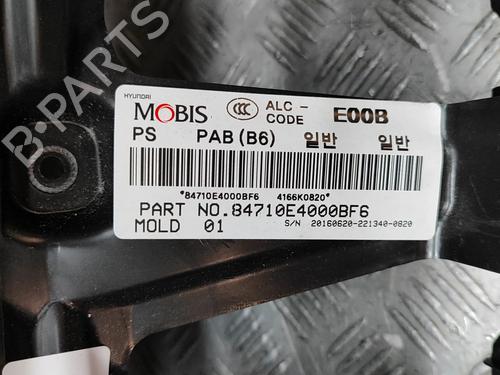 HYUNDAI
MOBIS CCC ALC - CODE E00B
PS PAB(B6) 일반 일반
*84710E4000BF6 4166K0820*
PART NO.84710E4000BF6
MOLD 01 S/N 20160620-221340-0820
B-PARTS